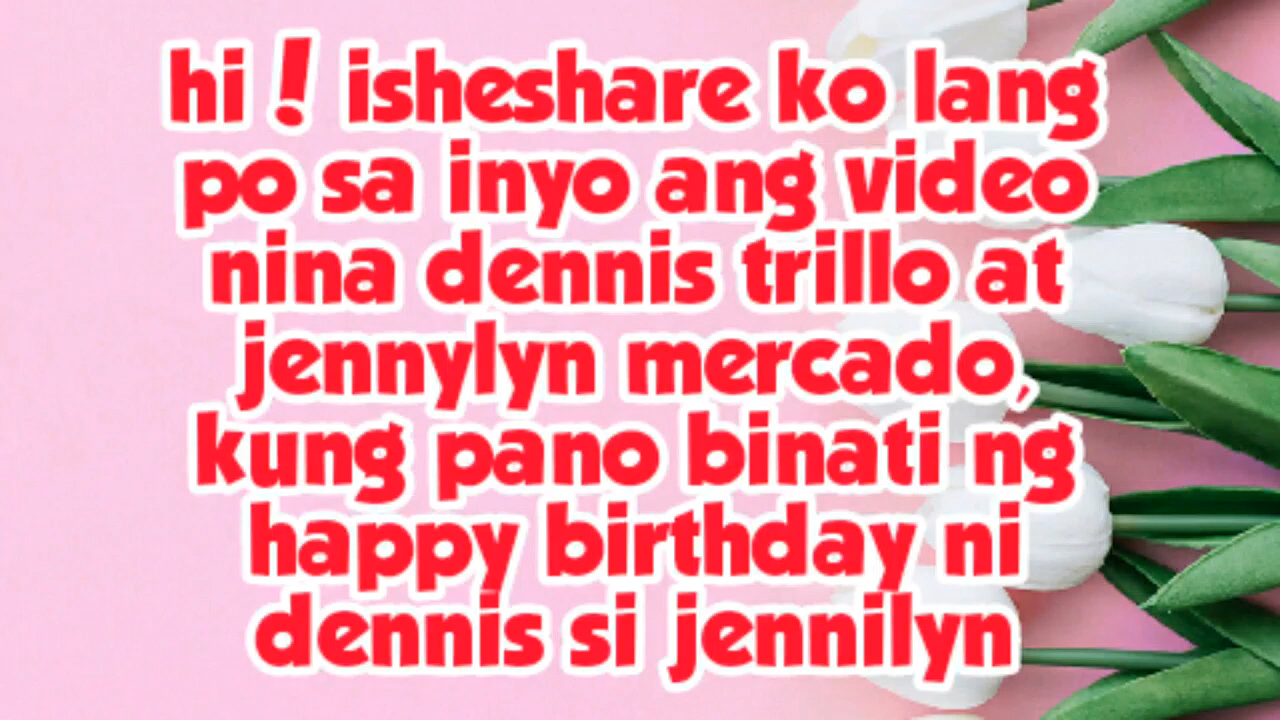 hi! isheshare ko lang
po sa inyo ang video
nina dennis trillo at
jennylyn mercado,
kung pano binati ng
happy birthday ni
dennis si jennilyn